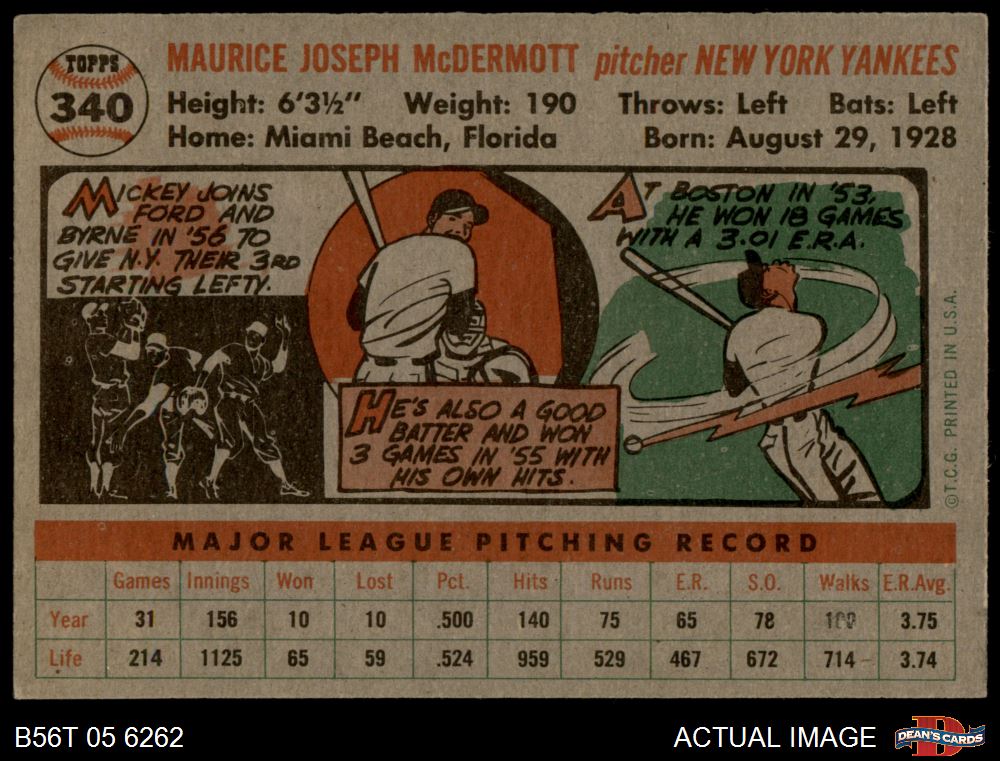 TOPPS
340
MAURICE JOSEPH McDERMOTT pitcher NEW YORK YANKEES
Height: 6'3½" Weight: 190 Throws: Left Bats: Left
Home: Miami Beach, Florida Born: August 29, 1928
MICKEY JOINS
FORD AND
BYRNE IN '56 TO
GIVE N.Y. THEIR 3RD
STARTING LEFTY.
HE'S ALSO A GOOD
BATTER AND WON
3 GAMES IN '55 WITH
HIS OWN HITS.
AT BOSTON IN '53,
HE WON 18 GAMES
WITH A 3.01 E.R.A.
©T.C.G. PRINTED IN U.S.A.
MAJOR LEAGUE PITCHING RECORD
Games Innings Won Lost Pct. Hits Runs E.R. S.O. Walks E.R.Avg.
Year 31 156 10 10 .500 140 75 65 78 3.75
Life 214 1125 65 59 .524 959 529 467 672 714 3.74
B56T 05 6262
ACTUAL IMAGE
DEAN'S CARDS